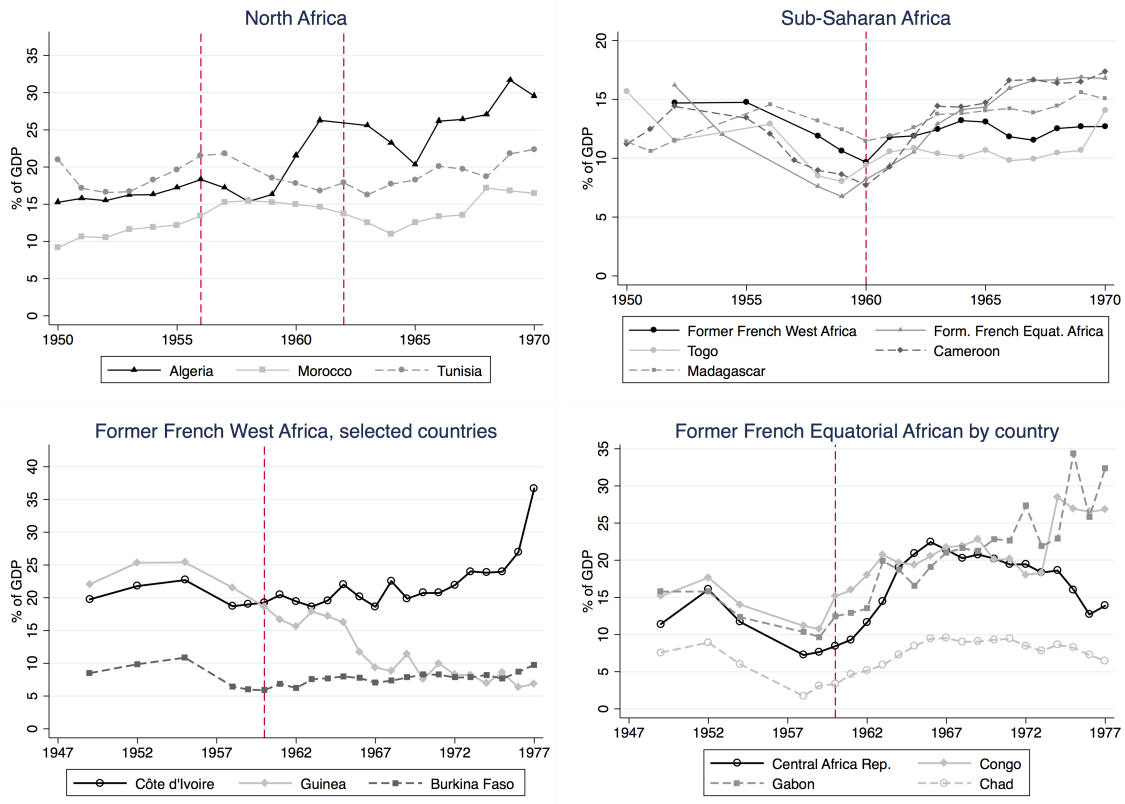 North Africa
% of GDP
35
30
25
20
15
10
5
0
1950 1955 1960 1965 1970
Algeria Morocco Tunisia
Sub-Saharan Africa
% of GDP
20
15
10
5
0
1950 1955 1960 1965 1970
Former French West Africa Form. French Equat. Africa
Togo Cameroon
Madagascar
Former French West Africa, selected countries
% of GDP
40
35
30
25
20
15
10
5
0
1947 1952 1957 1962 1967 1972 1977
Côte d'Ivoire Guinea Burkina Faso
Former French Equatorial African by country
% of GDP
35
30
25
20
15
10
5
0
1947 1952 1957 1962 1967 1972 1977
Central Africa Rep. Congo
Gabon Chad